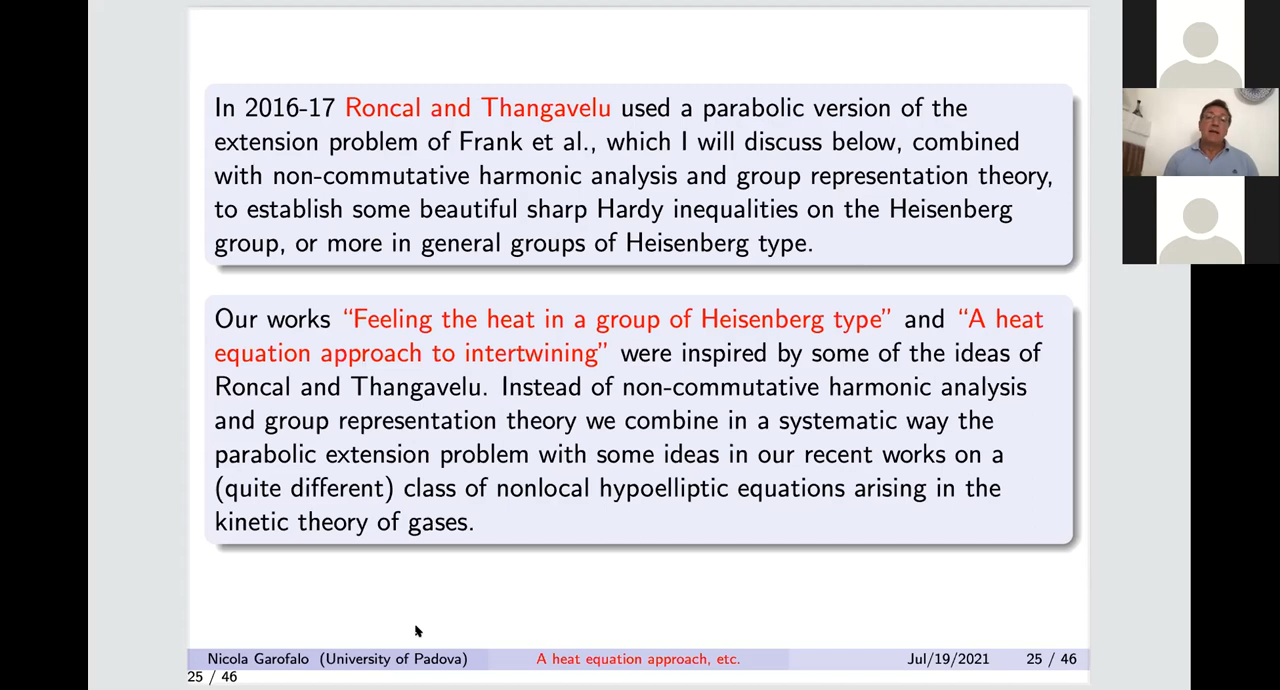 In 2016-17 Roncal and Thangavelu used a parabolic version of the
extension problem of Frank et al., which I will discuss below, combined
with non-commutative harmonic analysis and group representation theory,
to establish some beautiful sharp Hardy inequalities on the Heisenberg
group, or more in general groups of Heisenberg type.
Our works “Feeling the heat in a group of Heisenberg type” and “A heat
equation approach to intertwining” were inspired by some of the ideas of
Roncal and Thangavelu. Instead of non-commutative harmonic analysis
and group representation theory we combine in a systematic way the
parabolic extension problem with some ideas in our recent works on a
(quite different) class of nonlocal hypoelliptic equations arising in the
kinetic theory of gases.
Nicola Garofalo (University of Padova) A heat equation approach, etc. Jul/19/2021 25 / 46
25 / 46